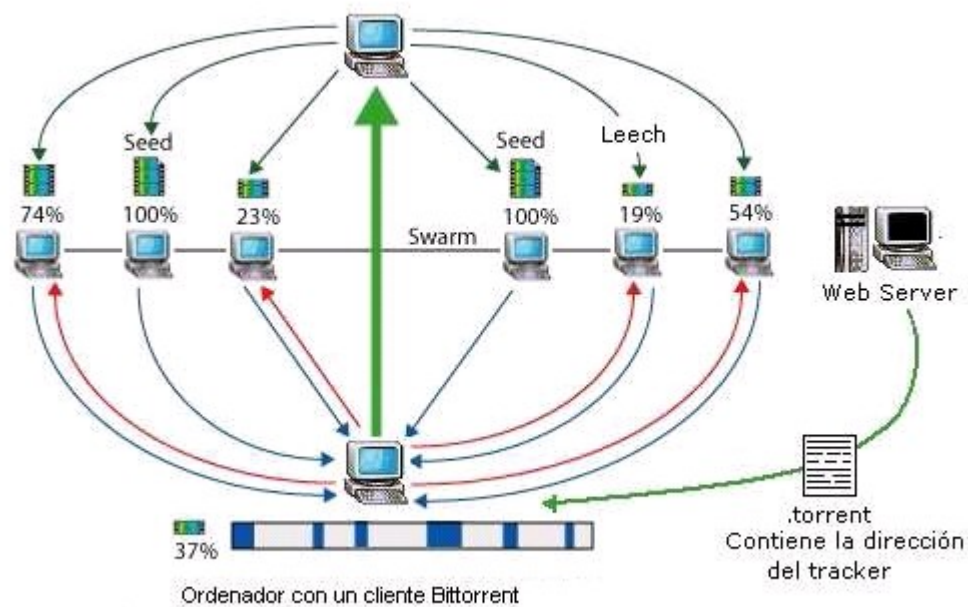 Seed
Seed
Leech
74%
100%
23%
100%
19%
54%
Swarm
Web Server
.torrent
Contiene la dirección
del tracker
37%
Ordenador con un cliente Bittorrent